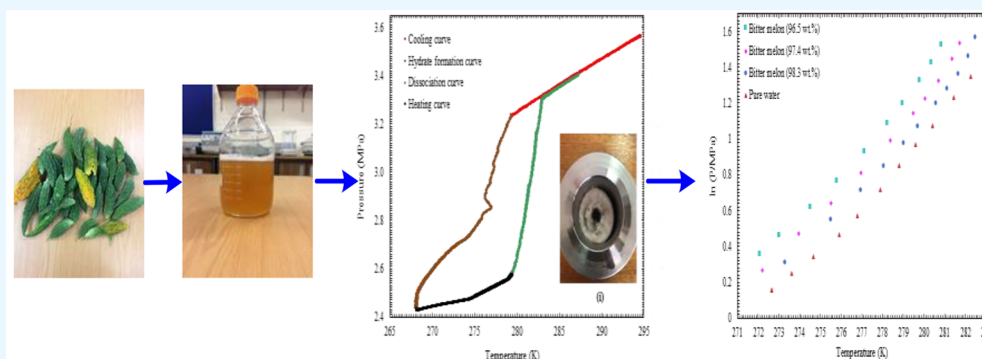 3.6
3.4
3.2
3.0
2.8
2.6
2.4
Pressure (MPa)
Cooling curve
Hydrate formation curve
Dissociation curve
Heating curve
(i)
265 270 275 280 285 290 295
Temperature (K)
1.6
1.4
1.2
1
0.8
0.6
0.4
0.2
0
ln (P/MPa)
Bitter melon (96.5 wt.%)
Bitter melon (97.4 wt.%)
Bitter melon (98.3 wt.%)
Pure water
271 272 273 274 275 276 277 278 279 280 281 282
Temperature (K)